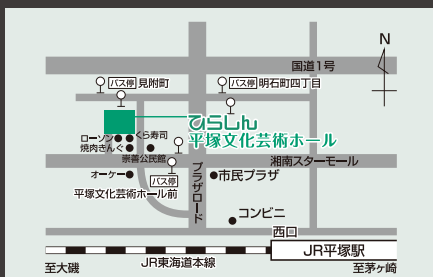 N
国道1号
バス停 見附町
バス停 明石町四丁目
ひらしん
平塚文化芸術ホール
ローソン
くら寿司
焼肉きんぐ
崇善公民館
湘南スターモール
オーケー
バス停
平塚文化芸術ホール前
プラザロード
市民プラザ
コンビニ
西口
JR平塚駅
JR東海道本線
至大磯
至茅ヶ崎